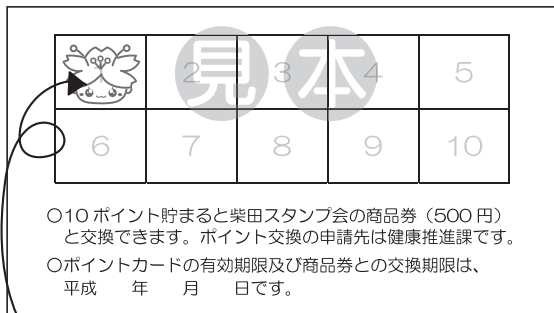 見本
2 3 4 5
6 7 8 9 10
○10 ポイント貯まると柴田スタンプ会の商品券（500 円）
と交換できます。ポイント交換の申請先は健康推進課です。
○ポイントカードの有効期限及び商品券との交換期限は、
平成　　年　　月　　日です。